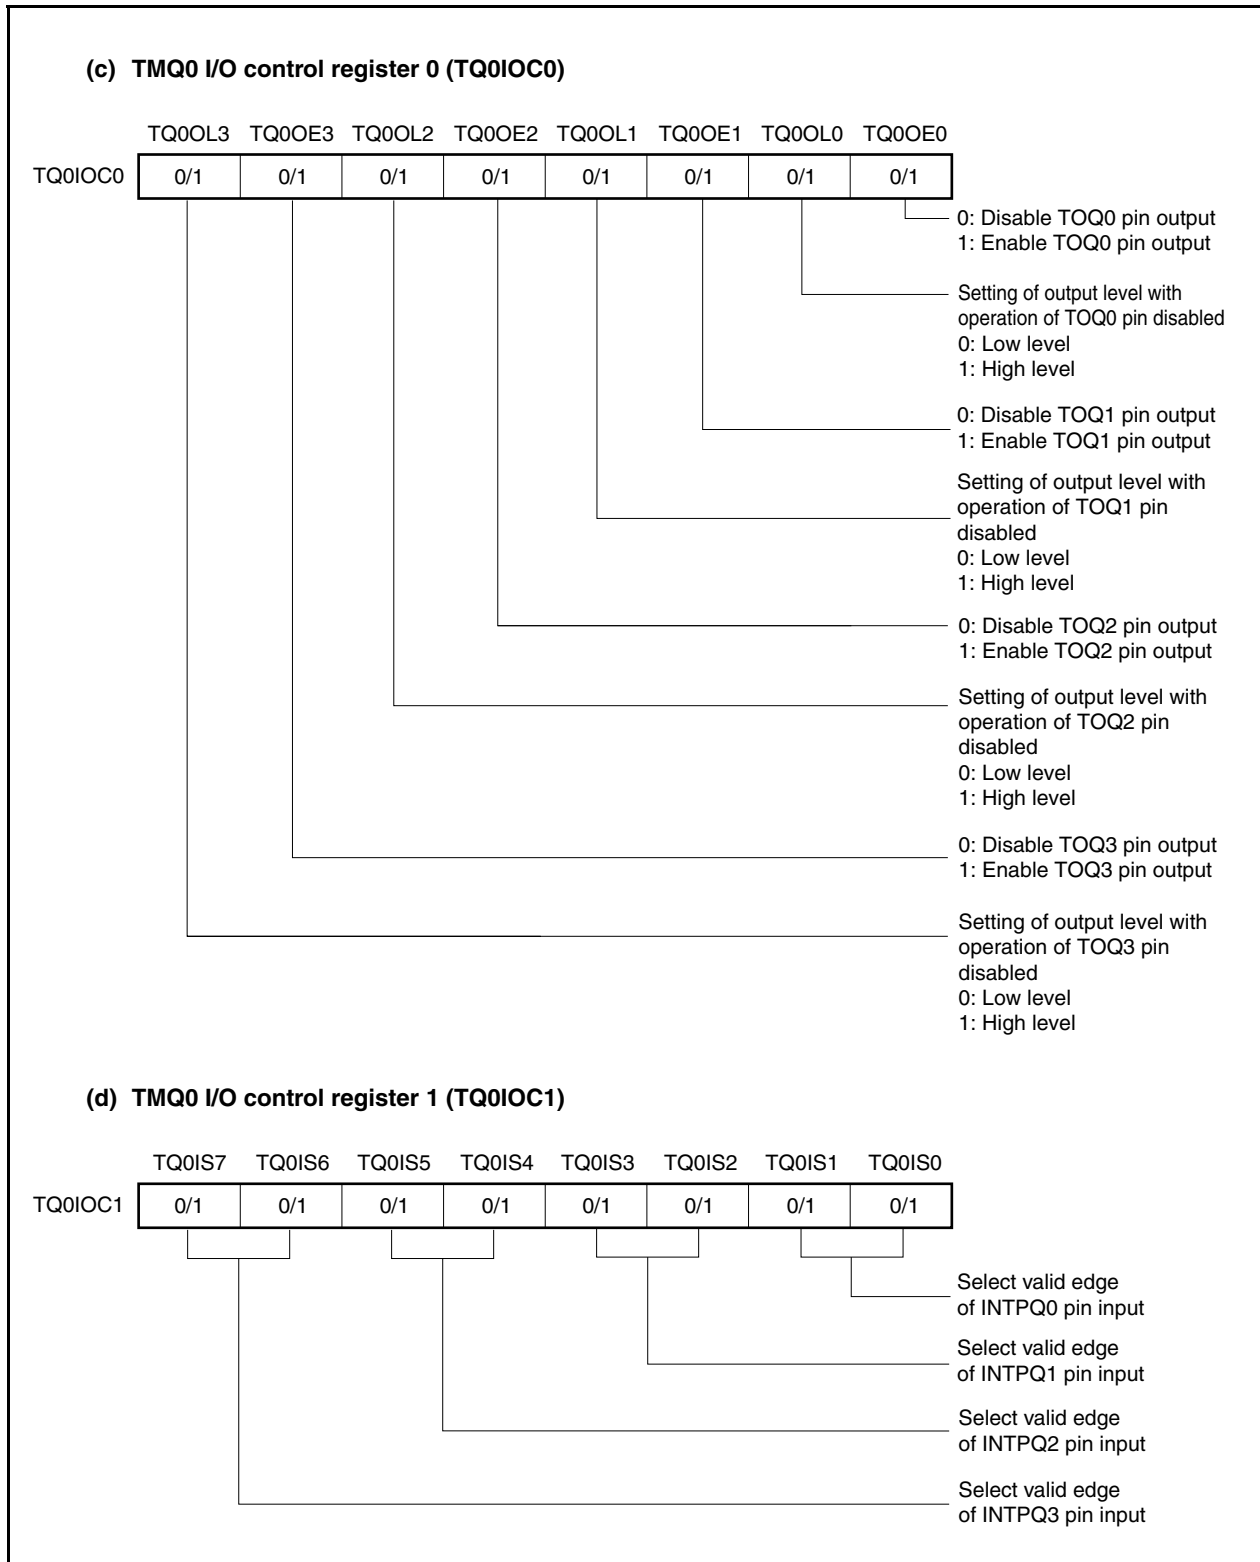 (c) TMQ0 I/O control register 0 (TQ0IOC0)
TQ0OL3 TQ0OE3 TQ0OL2 TQ0OE2 TQ0OL1 TQ0OE1 TQ0OL0 TQ0OE0
TQ0IOC0 0/1 0/1 0/1 0/1 0/1 0/1 0/1 0/1
0: Disable TOQ0 pin output
1: Enable TOQ0 pin output
Setting of output level with
operation of TOQ0 pin disabled
0: Low level
1: High level
0: Disable TOQ1 pin output
1: Enable TOQ1 pin output
Setting of output level with
operation of TOQ1 pin
disabled
0: Low level
1: High level
0: Disable TOQ2 pin output
1: Enable TOQ2 pin output
Setting of output level with
operation of TOQ2 pin
disabled
0: Low level
1: High level
0: Disable TOQ3 pin output
1: Enable TOQ3 pin output
Setting of output level with
operation of TOQ3 pin
disabled
0: Low level
1: High level
(d) TMQ0 I/O control register 1 (TQ0IOC1)
TQ0IS7 TQ0IS6 TQ0IS5 TQ0IS4 TQ0IS3 TQ0IS2 TQ0IS1 TQ0IS0
TQ0IOC1 0/1 0/1 0/1 0/1 0/1 0/1 0/1 0/1
Select valid edge
of INTPQ0 pin input
Select valid edge
of INTPQ1 pin input
Select valid edge
of INTPQ2 pin input
Select valid edge
of INTPQ3 pin input